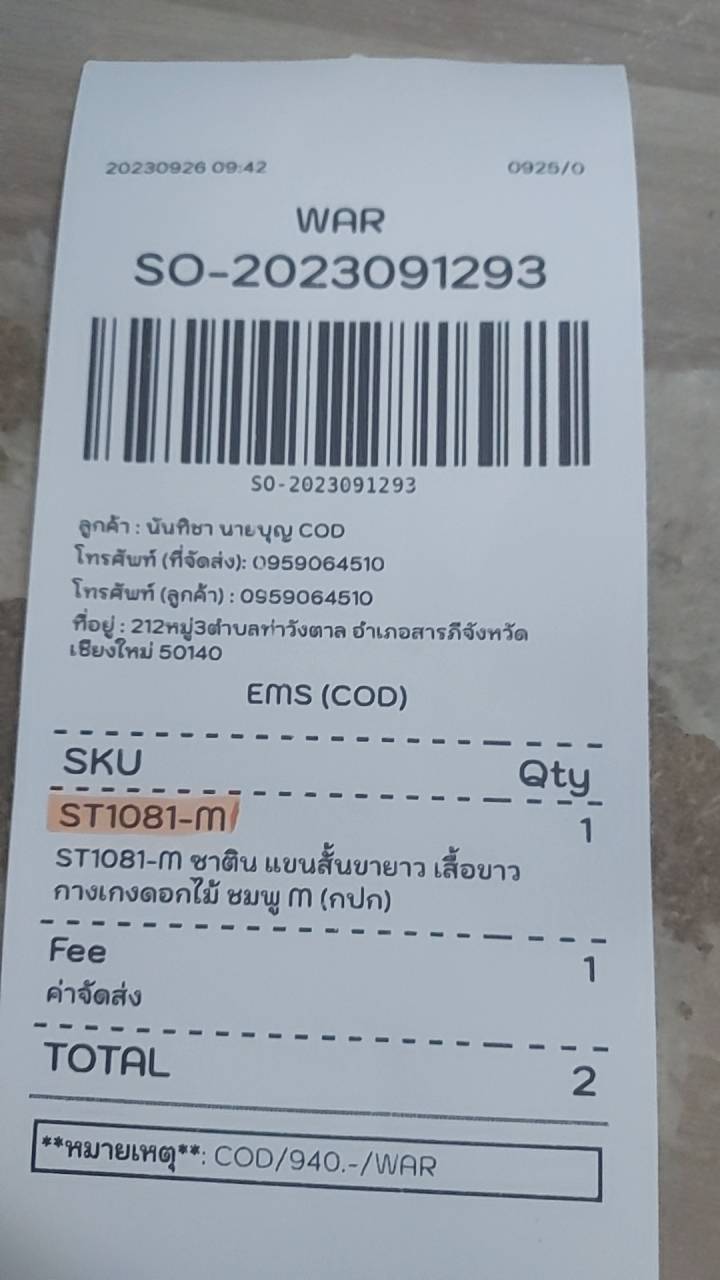 20230926 09:42 0925/0
WAR
SO-2023091293
SO-2023091293
ลูกค้า : นันทิชา นายบุญ COD
โทรศัพท์ (ที่จัดส่ง): 0959064510
โทรศัพท์ (ลูกค้า) : 0959064510
ที่อยู่ : 212หมู่3ตำบลท่าวังตาล อำเภอสารภีจังหวัด
เชียงใหม่ 50140
EMS (COD)
SKU Qty
ST1081-M 1
ST1081-M ซาติน แขนสั้นขายาว เสื้อขาว
กางเกงดอกไม้ ชมพู M (กปก)
Fee 1
ค่าจัดส่ง
TOTAL 2
**หมายเหตุ**: COD/940.-/WAR